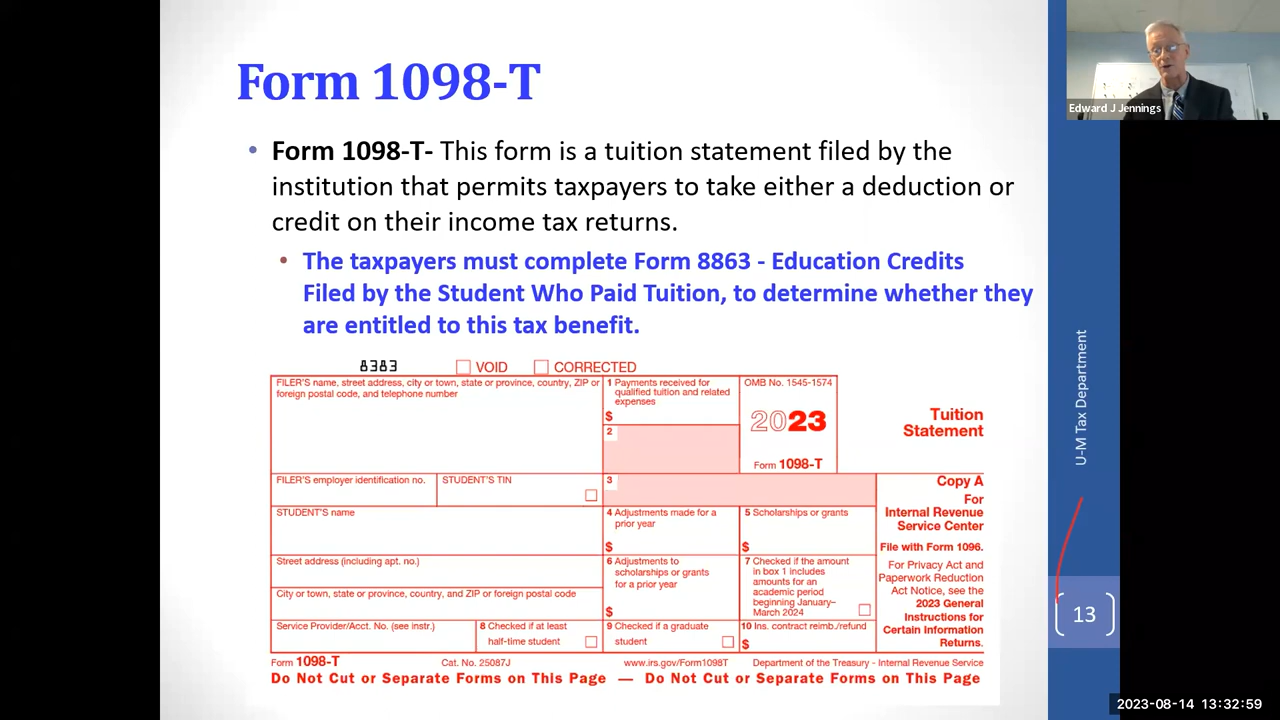 Form 1098-T
Edward J Jennings
• Form 1098-T- This form is a tuition statement filed by the
institution that permits taxpayers to take either a deduction or
credit on their income tax returns.
• The taxpayers must complete Form 8863 - Education Credits
Filed by the Student Who Paid Tuition, to determine whether they
are entitled to this tax benefit.
8383
VOID
CORRECTED
FILER'S name, street address, city or town, state or province, country, ZIP or
foreign postal code, and telephone number
1 Payments received for
qualified tuition and related
expenses
$
2
OMB No. 1545-1574
2023
Form 1098-T
Tuition
Statement
FILER'S employer identification no.
STUDENT'S TIN
3
Copy A
For
Internal Revenue
Service Center
File with Form 1096.
For Privacy Act and
Paperwork Reduction
Act Notice, see the
2023 General
Instructions for
Certain Information
Returns.
STUDENT'S name
4 Adjustments made for a
prior year
$
5 Scholarships or grants
$
Street address (including apt. no.)
6 Adjustments to
scholarships or grants
for a prior year
$
7 Checked if the amount
in box 1 includes
amounts for an
academic period
beginning January–
March 2024
City or town, state or province, country, and ZIP or foreign postal code
Service Provider/Acct. No. (see instr.)
8 Checked if at least
half-time student
9 Checked if a graduate
student
10 Ins. contract reimb./refund
$
Form 1098-T
Cat. No. 25087J
www.irs.gov/Form1098T
Department of the Treasury - Internal Revenue Service
Do Not Cut or Separate Forms on This Page — Do Not Cut or Separate Forms on This Page
U-M Tax Department
13
2023-08-14 13:32:59